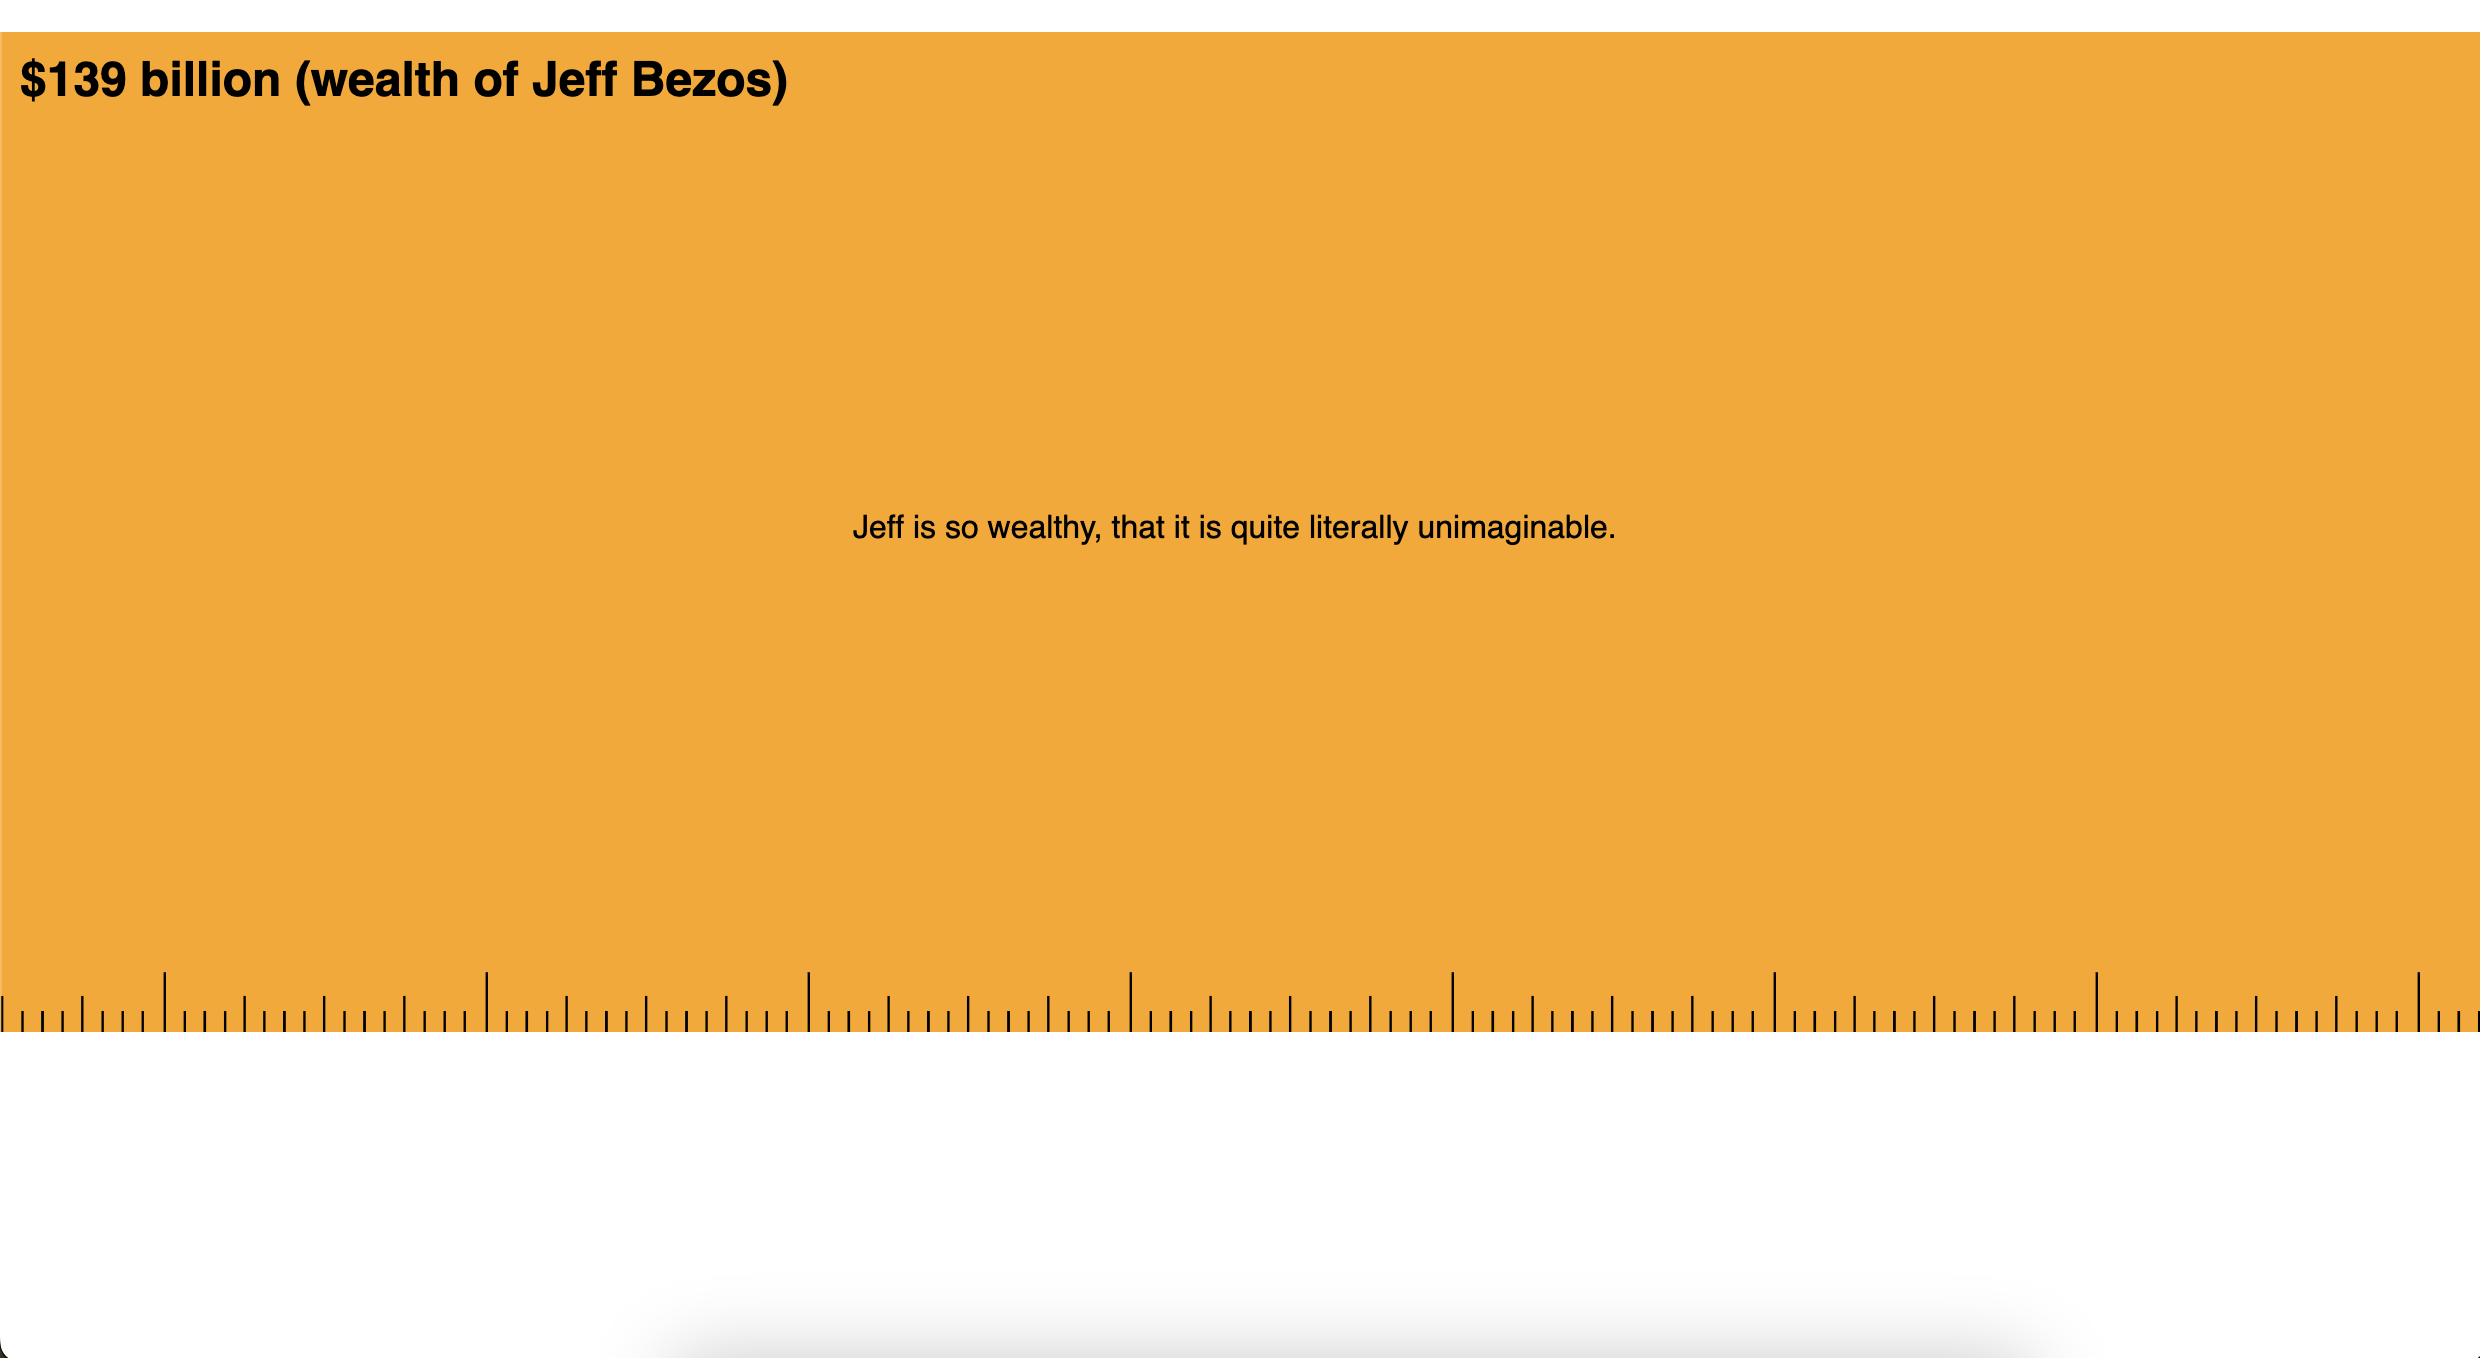 $139 billion (wealth of Jeff Bezos)
Jeff is so wealthy, that it is quite literally unimaginable.